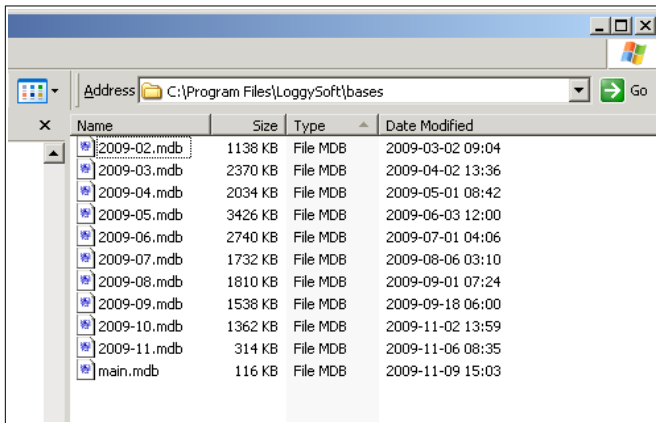 Address C:\Program Files\LoggySoft\bases Go
Name Size Type Date Modified
2009-02.mdb 1138 KB File MDB 2009-03-02 09:04
2009-03.mdb 2370 KB File MDB 2009-04-02 13:36
2009-04.mdb 2034 KB File MDB 2009-05-01 08:42
2009-05.mdb 3426 KB File MDB 2009-06-03 12:00
2009-06.mdb 2740 KB File MDB 2009-07-01 04:06
2009-07.mdb 1732 KB File MDB 2009-08-06 03:10
2009-08.mdb 1810 KB File MDB 2009-09-01 07:24
2009-09.mdb 1538 KB File MDB 2009-09-18 06:00
2009-10.mdb 1362 KB File MDB 2009-11-02 13:59
2009-11.mdb 314 KB File MDB 2009-11-06 08:35
main.mdb 116 KB File MDB 2009-11-09 15:03